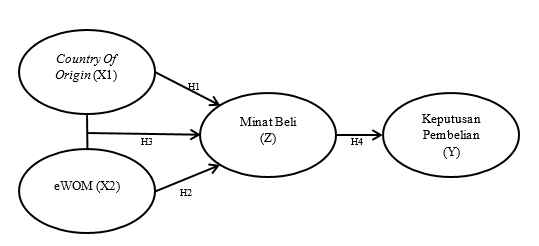 Country Of
Origin (X1)
H1
Minat Beli
(Z)
Keputusan
Pembelian
(Y)
H3
H4
eWOM (X2)
H2